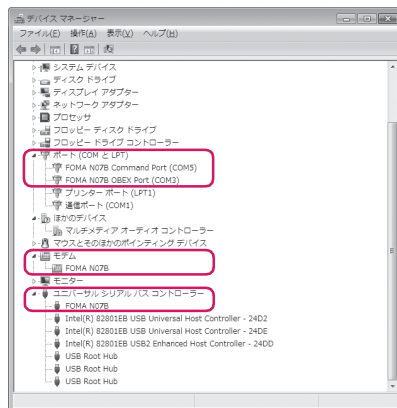 デバイス マネージャー
ファイル(F) 操作(A) 表示(V) ヘルプ(H)
システム デバイス
ディスク ドライブ
ディスプレイ アダプター
ネットワーク アダプター
プロセッサ
フロッピー ディスク ドライブ
フロッピー ドライブ コントローラー
ポート (COM と LPT)
FOMA N07B Command Port (COM5)
FOMA N07B OBEX Port (COM3)
プリンター ポート (LPT1)
通信ポート (COM1)
ほかのデバイス
マルチメディア オーディオ コントローラー
マウスとそのほかのポインティング デバイス
モデム
FOMA N07B
モニター
ユニバーサル シリアル バス コントローラー
FOMA N07B
Intel(R) 82801EB USB Universal Host Controller - 24D2
Intel(R) 82801EB USB Universal Host Controller - 24DE
Intel(R) 82801EB USB2 Enhanced Host Controller - 24DD
USB Root Hub
USB Root Hub
USB Root Hub